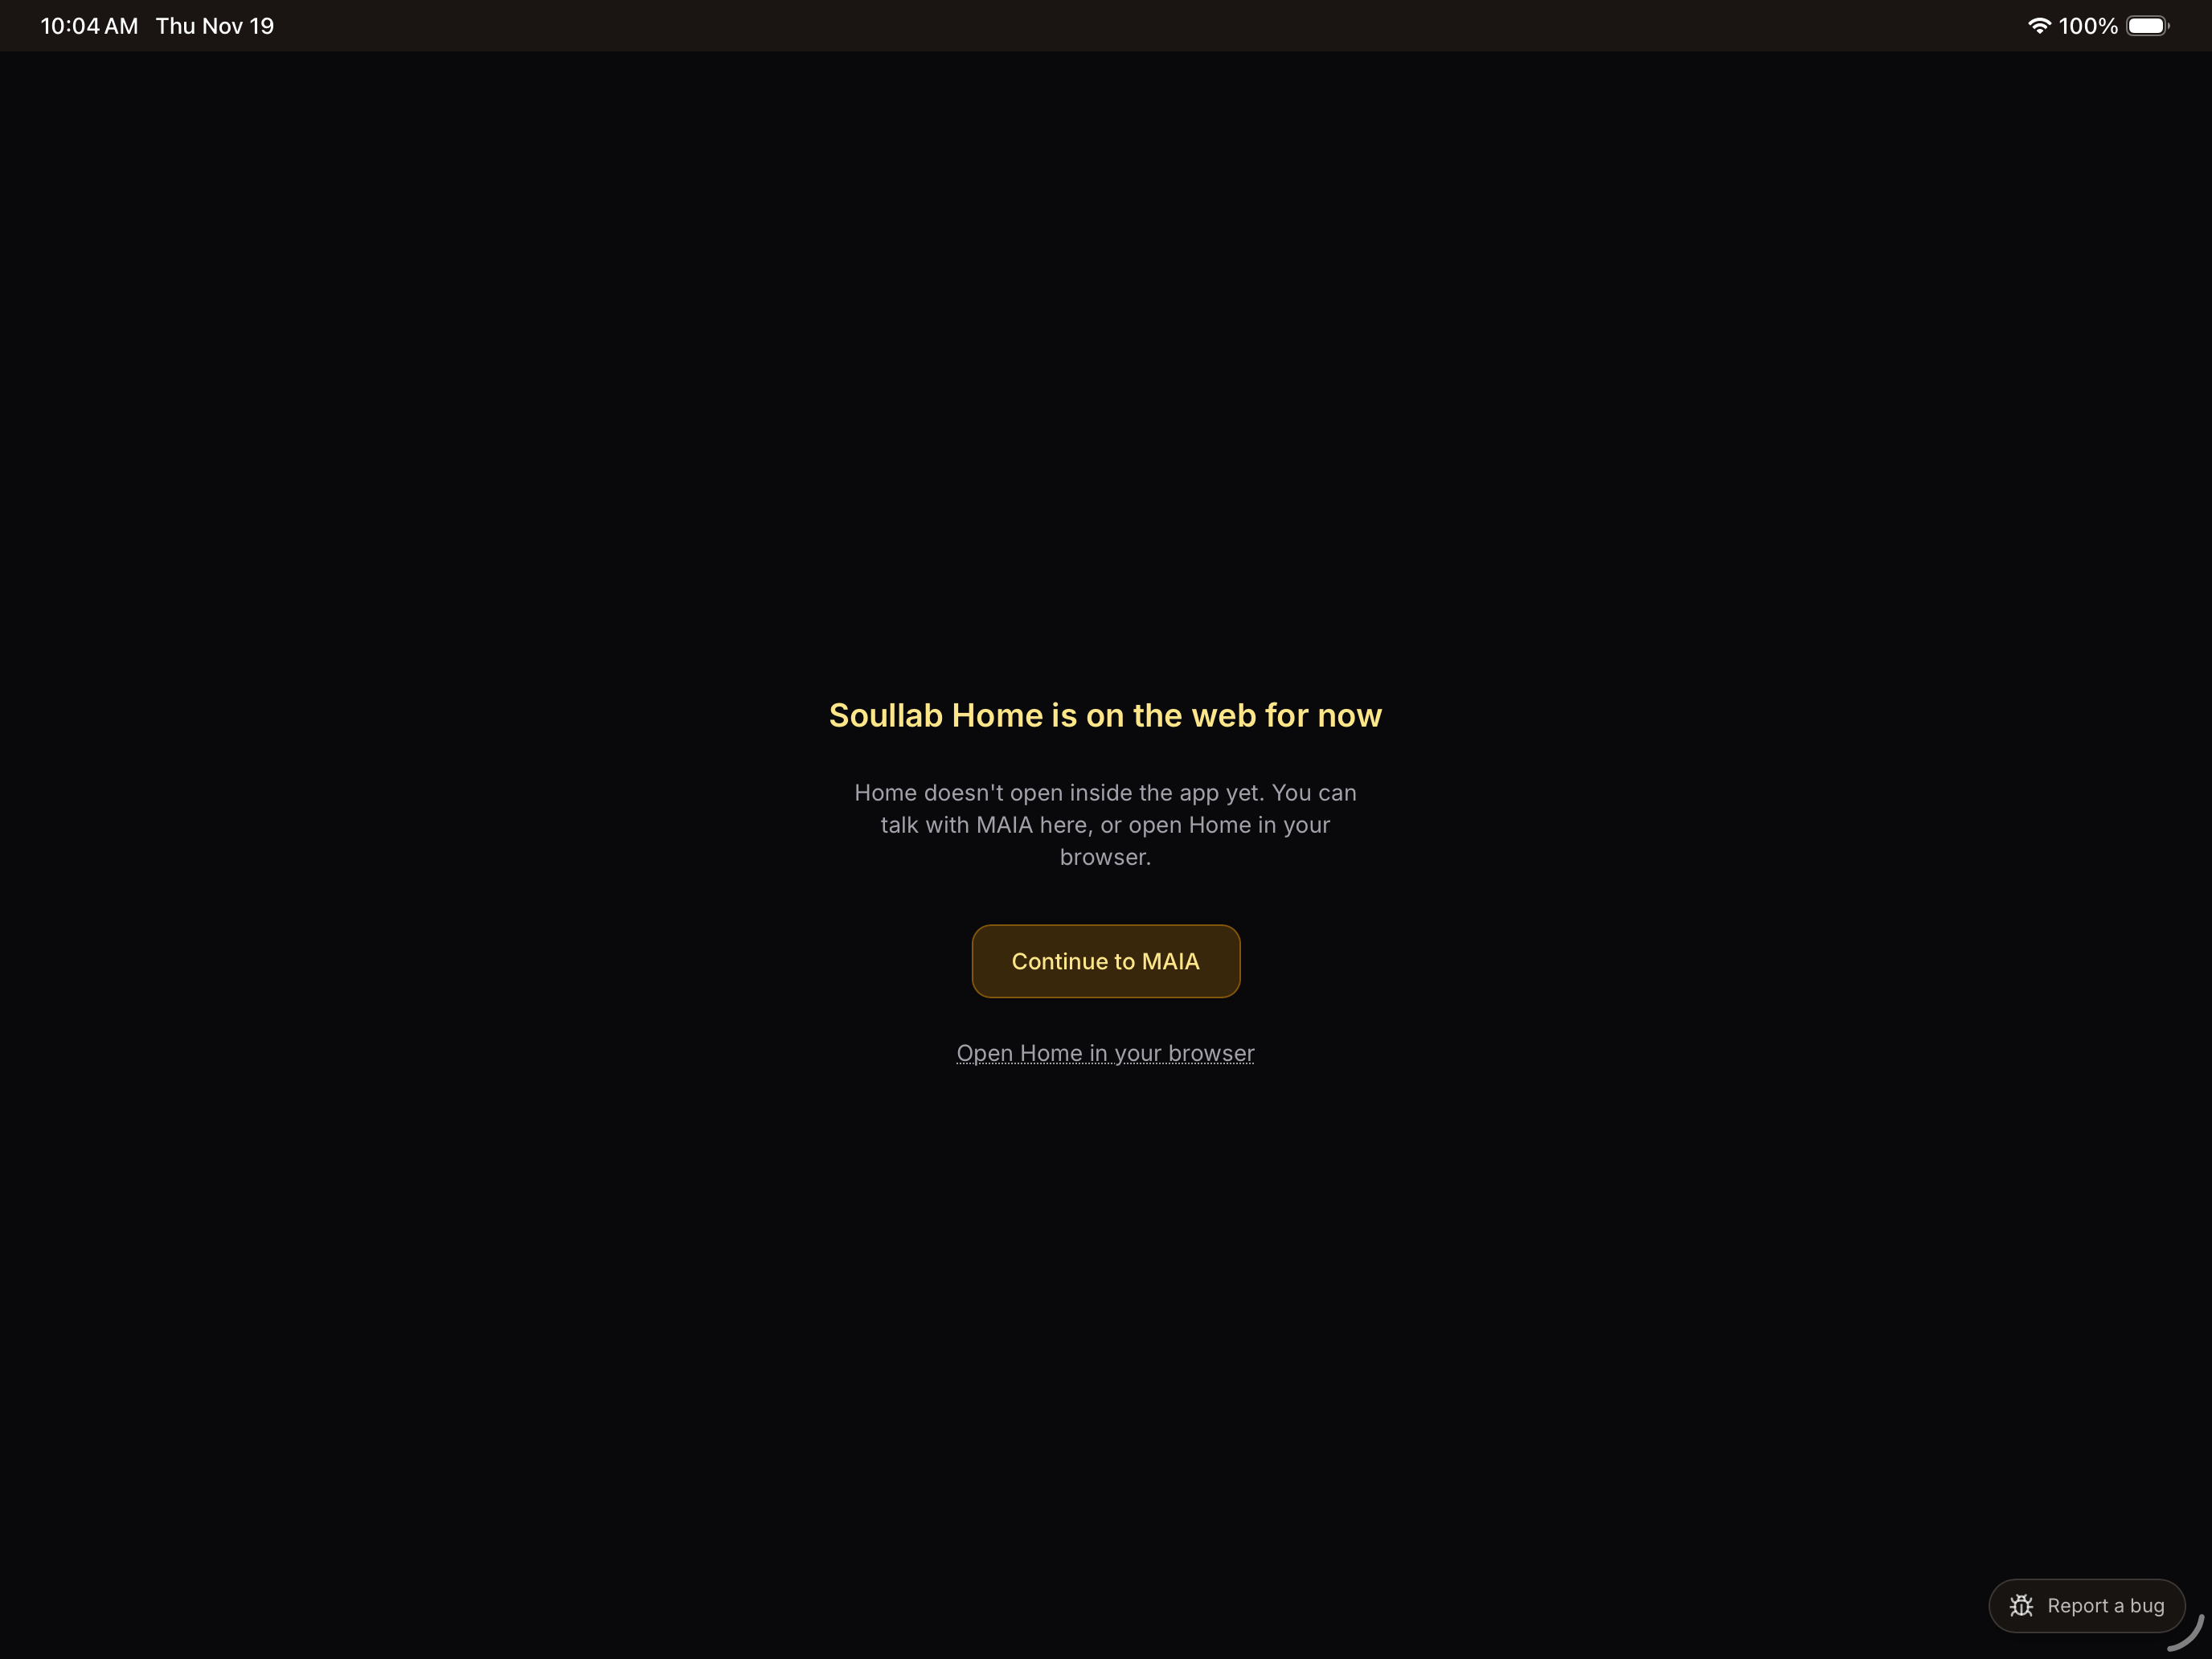 10:04 AM Thu Nov 19
100%
Soullab Home is on the web for now
Home doesn't open inside the app yet. You can
talk with MAIA here, or open Home in your
browser.
Continue to MAIA
Open Home in your browser
Report a bug